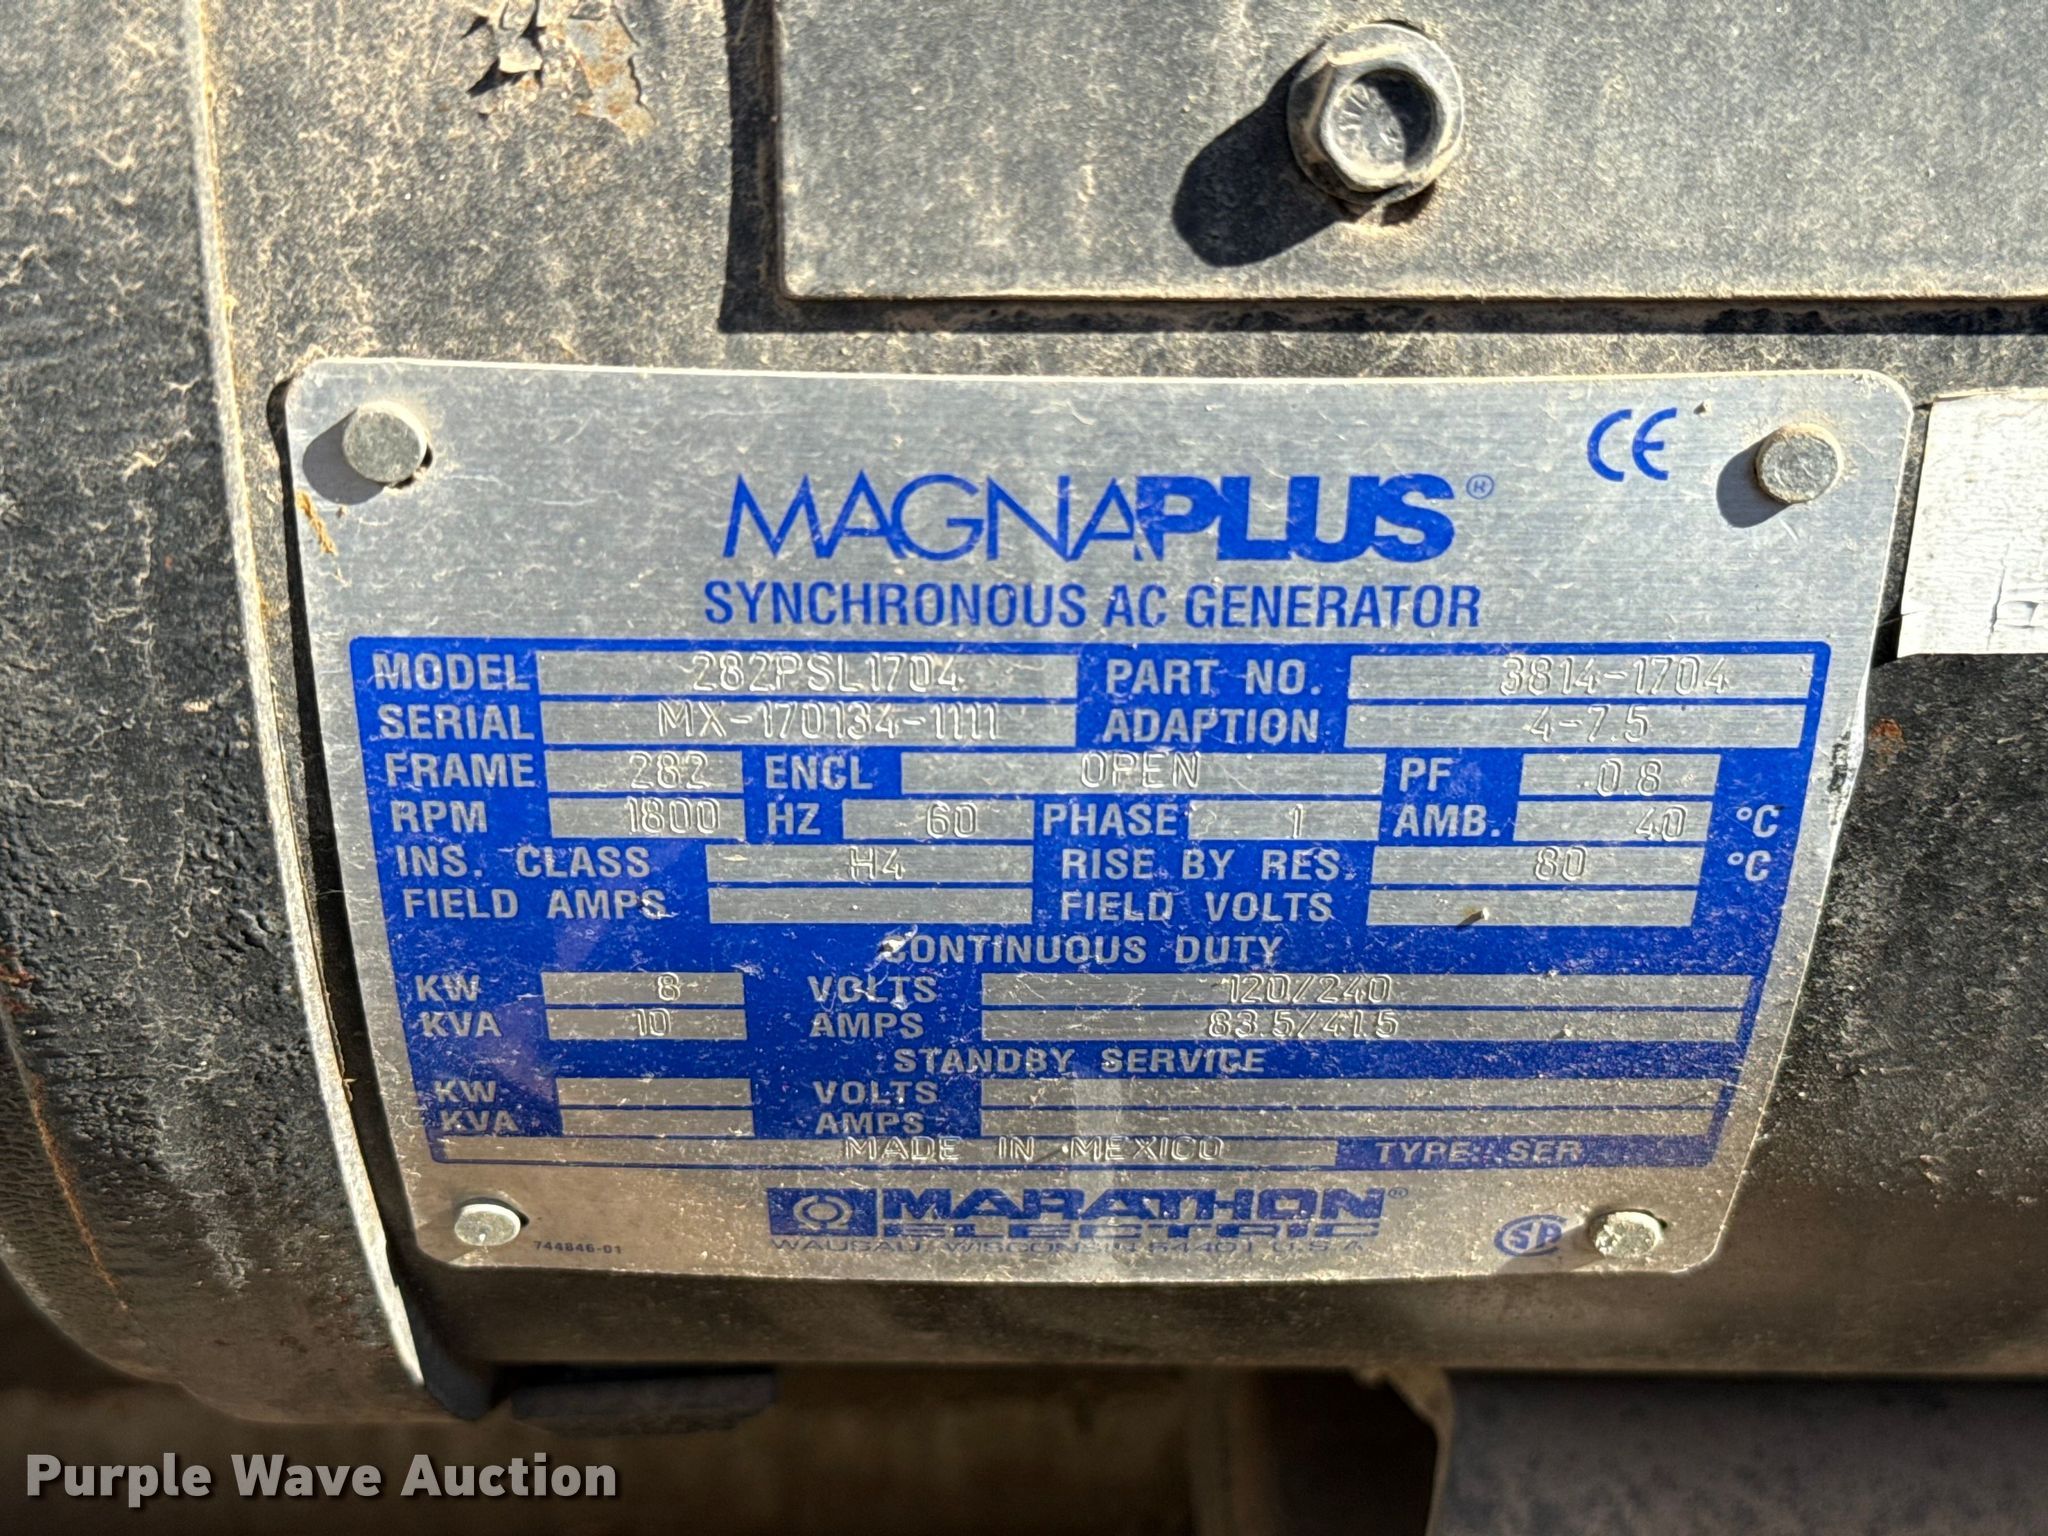 CE
MAGNAPLUS®
SYNCHRONOUS AC GENERATOR
MODEL 282PSL1704 PART NO. 3814-1704
SERIAL MX-170134-1111 ADAPTION 4-7.5
FRAME 282 ENCL OPEN PF 0.8
RPM 1800 HZ 60 PHASE 1 AMB. 40 °C
INS. CLASS H4 RISE BY RES. 80 °C
FIELD AMPS FIELD VOLTS
CONTINUOUS DUTY
KW 8 VOLTS 120/240
KVA 10 AMPS 83.5/41.5
STANDBY SERVICE
KW VOLTS
KVA AMPS
MADE IN MEXICO TYPE: SER
MARATHON®
ELECTRIC
744846-01 WAUSAU, WISCONSIN 54401 U.S.A.
Purple Wave Auction